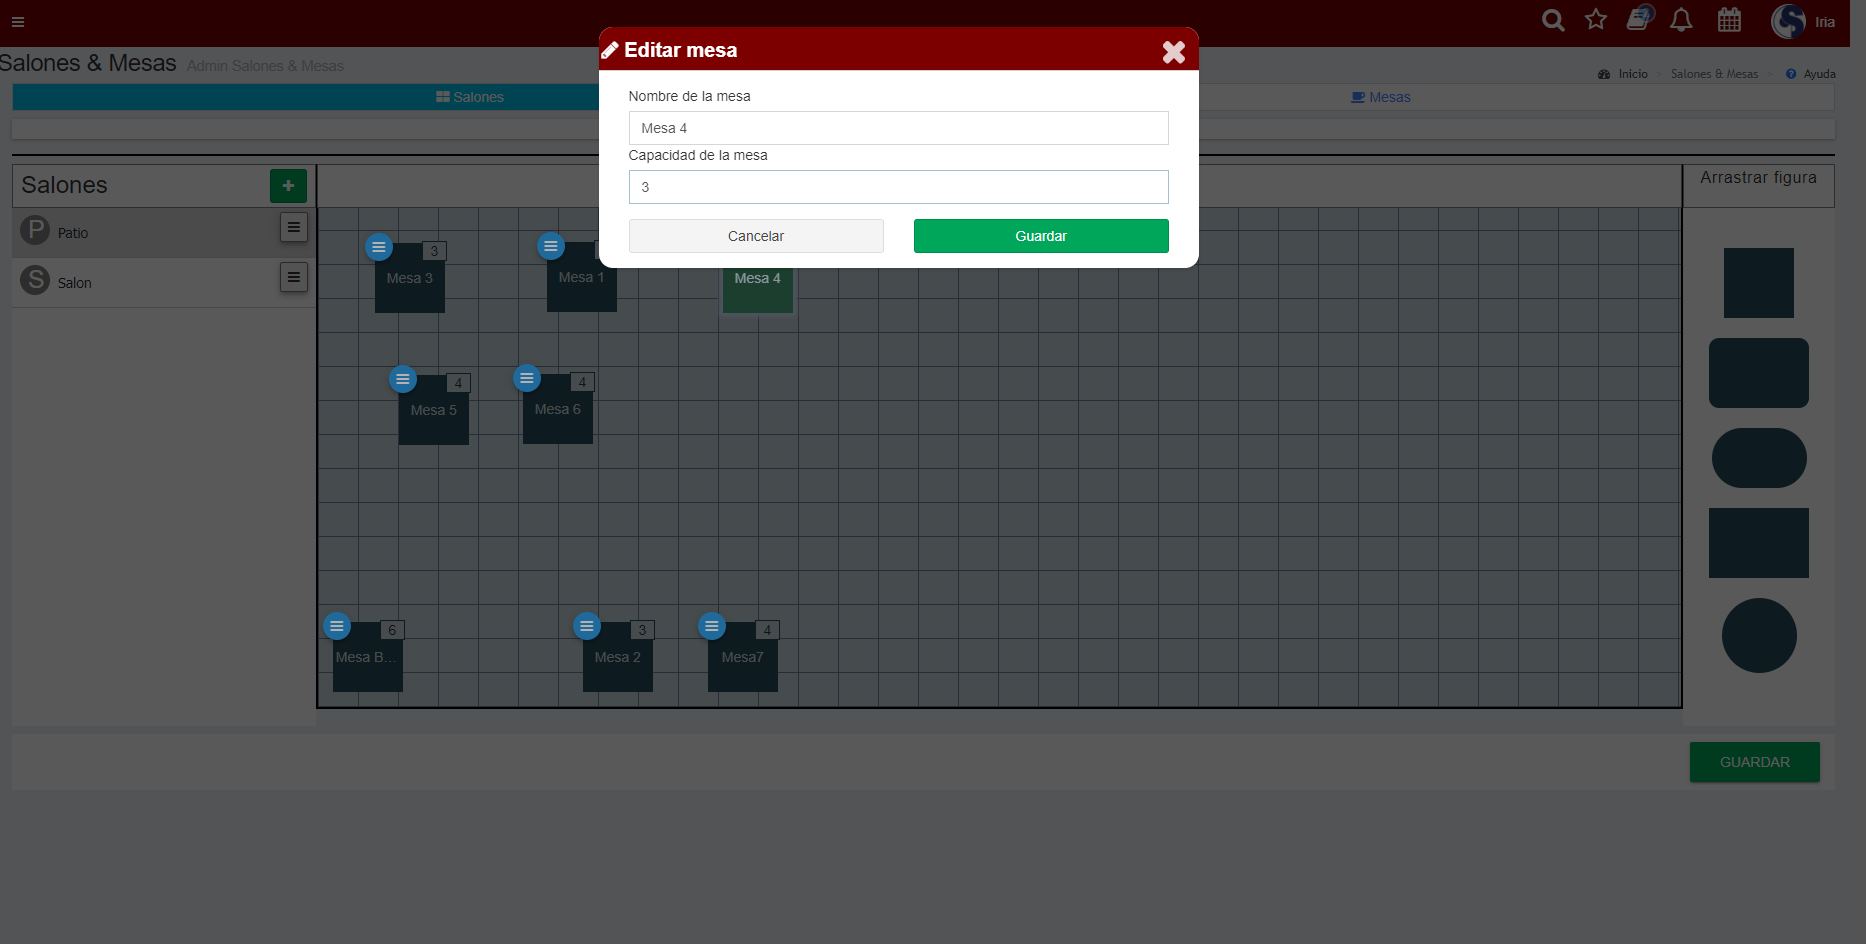 Iria
Editar mesa
Salones & Mesas Admin Salones & Mesas
Inicio > Salones & Mesas > Ayuda
Salones
Mesas
Nombre de la mesa
Mesa 4
Capacidad de la mesa
3
Cancelar
Guardar
Salones
Arrastrar figura
P Patio
S Salon
3
Mesa 3
Mesa 1
Mesa 4
4
Mesa 5
4
Mesa 6
6
Mesa B...
3
Mesa 2
4
Mesa7
GUARDAR